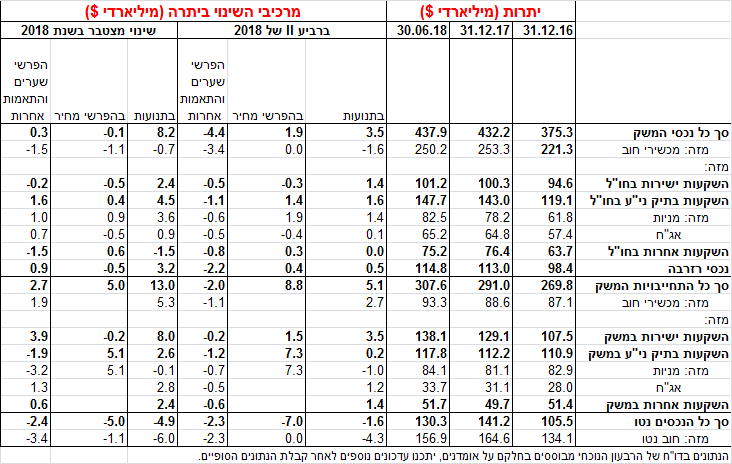 יתרות (מיליארדי $) מרכיבי השינוי ביתרה (מיליארדי $)
31.12.16 31.12.17 30.06.18 ברביע II של 2018 שינוי מצטבר בשנת 2018
הפרשי הפרשי
שערים שערים
והתאמות והתאמות
בתנועות בהפרשי מחיר אחרות בתנועות בהפרשי מחיר אחרות
סך כל נכסי המשק 375.3 432.2 437.9 3.5 1.9 -4.4 8.2 -0.1 0.3
מזה: מכשירי חוב 221.3 253.3 250.2 -1.6 0.0 -3.4 -0.7 -1.1 -1.5
מזה:
השקעות ישירות בחו"ל 94.6 100.3 101.2 1.4 -0.3 -0.5 2.4 -0.5 -0.2
השקעות בתיק ני"ע בחו"ל 119.1 143.0 147.7 1.6 1.4 -1.1 4.5 0.4 1.6
מזה: מניות 61.8 78.2 82.5 1.4 1.9 -0.6 3.6 0.9 1.0
אג"ח 57.4 64.8 65.2 0.1 -0.4 -0.5 0.9 -0.5 0.7
השקעות אחרות בחו"ל 63.7 76.4 75.2 0.0 0.3 -0.8 -1.5 0.6 -1.5
נכסי רזרבה 98.4 113.0 114.8 0.5 0.4 -2.2 3.2 -0.5 0.9
סך כל התחייבויות המשק 269.8 291.0 307.6 5.1 8.8 -2.0 13.0 5.0 2.7
מזה: מכשירי חוב 87.1 88.6 93.3 2.7 -1.1 5.3 1.9
מזה:
השקעות ישירות במשק 107.5 129.1 138.1 3.5 1.5 -0.2 8.0 -0.2 3.9
השקעות בתיק ני"ע במשק 110.9 112.2 117.8 0.2 7.3 -1.2 2.6 5.1 -1.9
מזה: מניות 82.9 81.1 84.1 -1.0 7.3 -0.7 -0.1 5.1 -3.2
אג"ח 28.0 31.1 33.7 1.2 -0.5 2.8 1.3
השקעות אחרות במשק 51.4 49.7 51.7 1.4 -0.6 2.4 0.6
סך כל הנכסים נטו 105.5 141.2 130.3 -1.6 -7.0 -2.3 -4.9 -5.0 -2.4
מזה: חוב נטו 134.1 164.6 156.9 -4.3 0.0 -2.3 -6.0 -1.1 -3.4
הנתונים בדו"ח של הרבעון הנוכחי מבוססים בחלקם על אומדנים, יתכנו עדכונים נוספים לאחר קבלת הנתונים הסופיים.